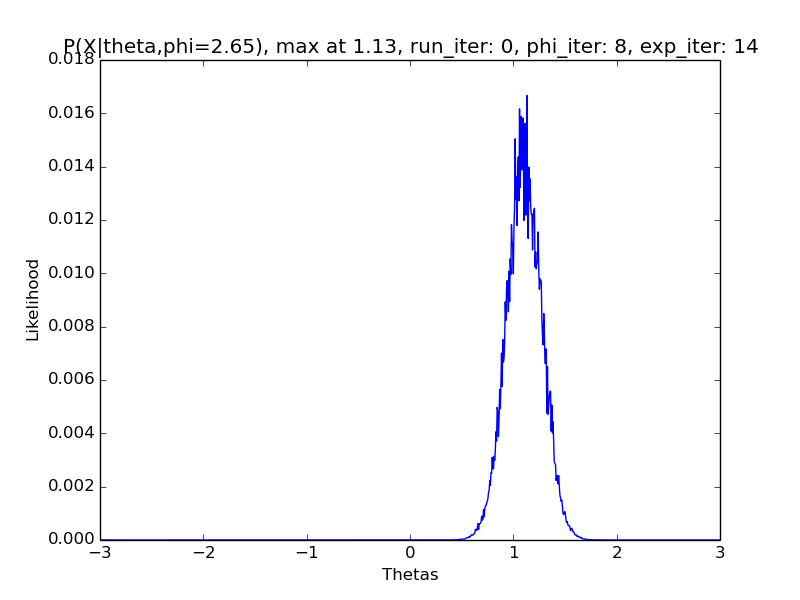 P(X|theta,phi=2.65), max at 1.13, run_iter: 0, phi_iter: 8, exp_iter: 14
0.018
0.016
0.014
0.012
0.010
0.008
0.006
0.004
0.002
0.000
Likelihood
−3 −2 −1 0 1 2 3
Thetas